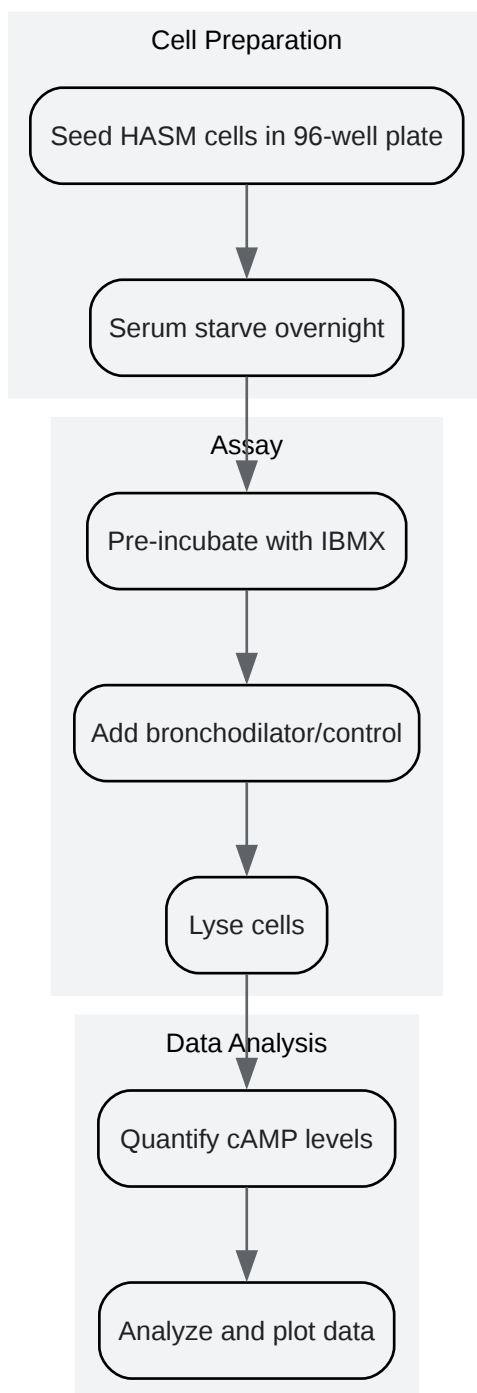 Cell Preparation
Seed HASM cells in 96-well plate
Serum starve overnight
Assay
Pre-incubate with IBMX
Add bronchodilator/control
Lyse cells
Data Analysis
Quantify cAMP levels
Analyze and plot data